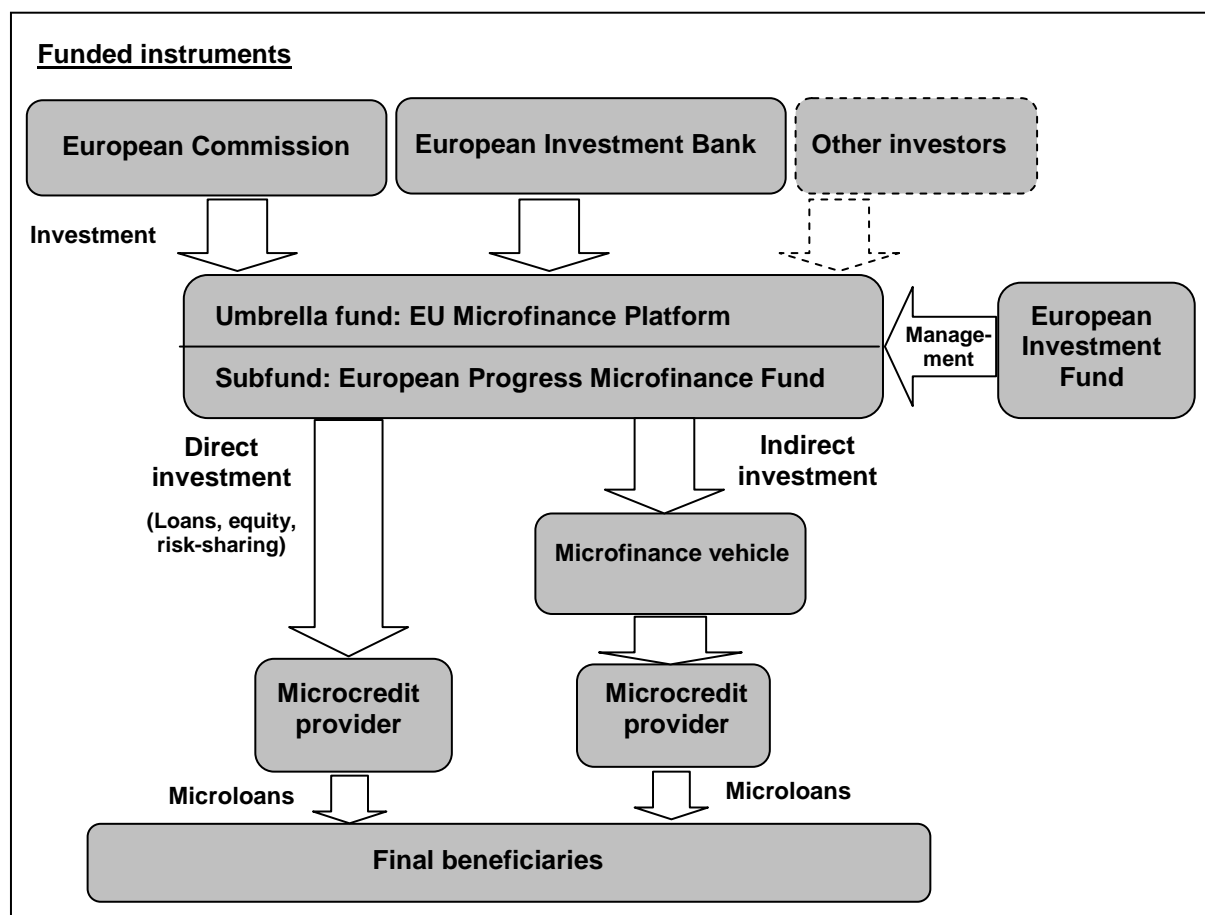 Funded instruments
European Commission
European Investment Bank
Other investors
Investment
Umbrella fund: EU Microfinance Platform
Subfund: European Progress Microfinance Fund
Manage-
ment
European
Investment
Fund
Direct
investment
(Loans, equity,
risk-sharing)
Indirect
investment
Microfinance vehicle
Microcredit
provider
Microcredit
provider
Microloans
Microloans
Final beneficiaries